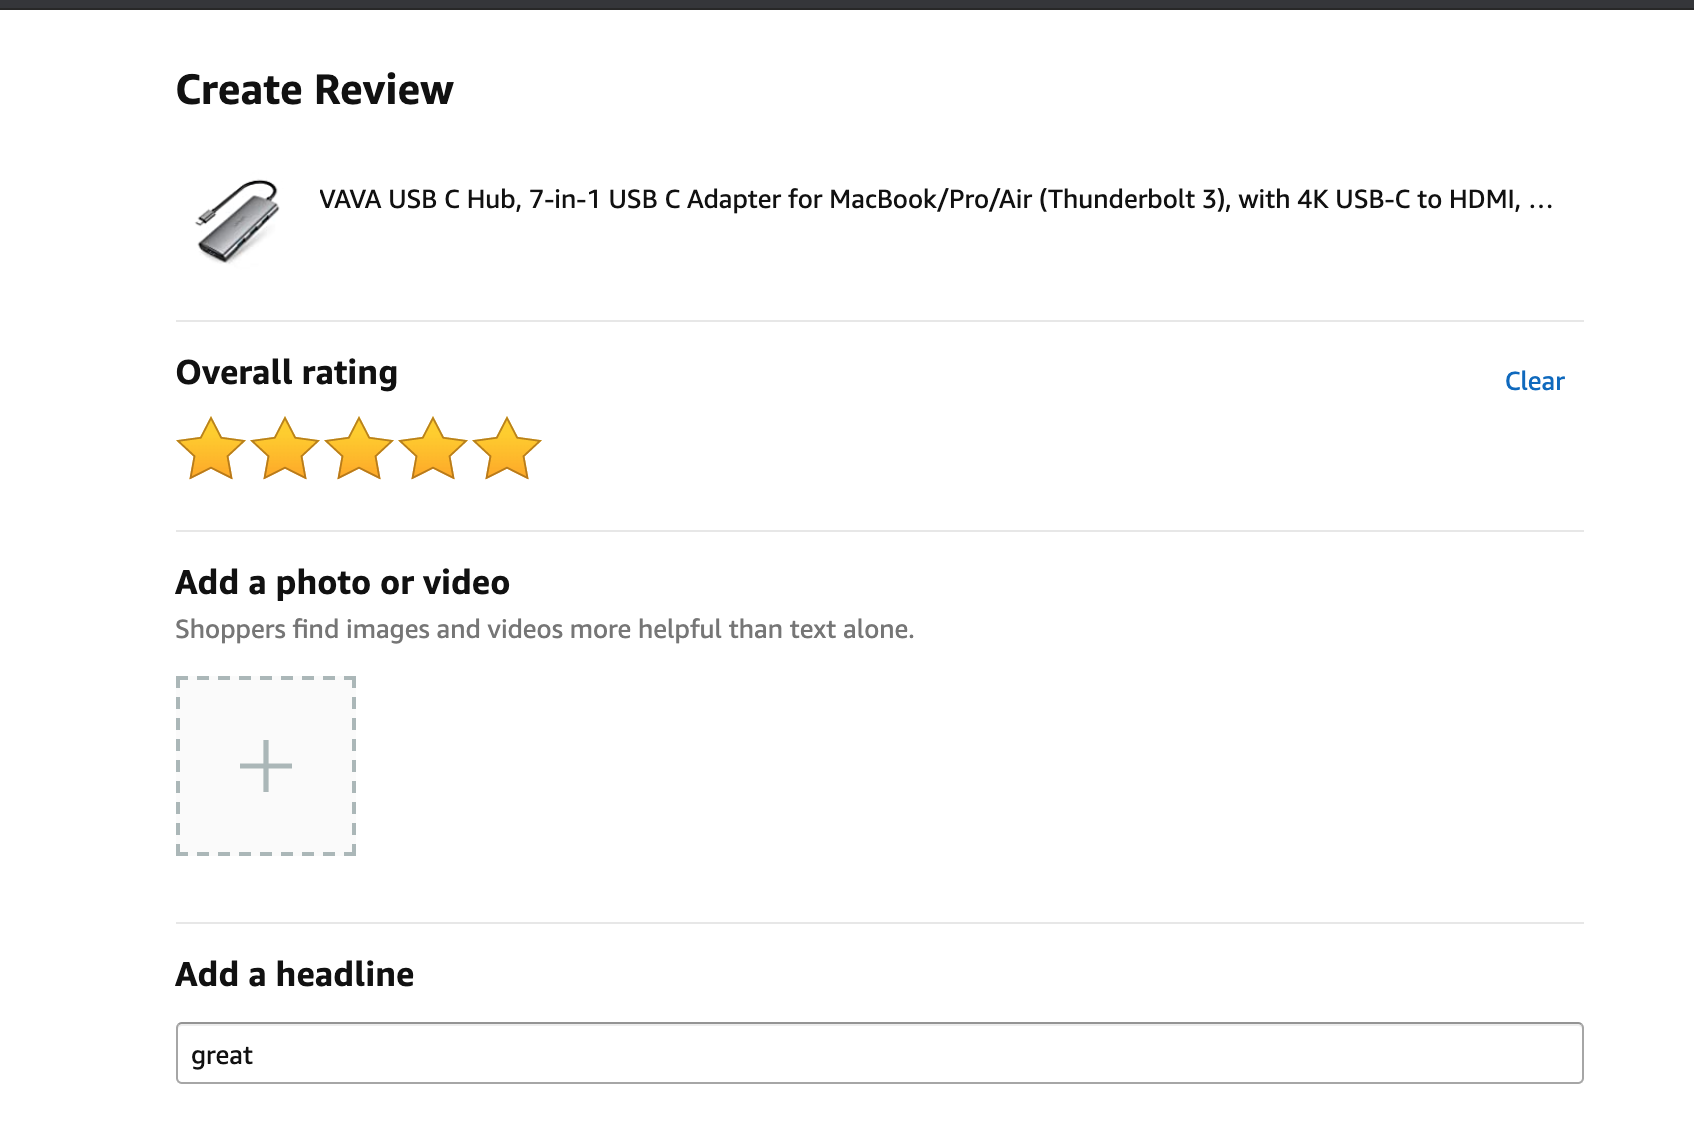 Create Review
VAVA USB C Hub, 7-in-1 USB C Adapter for MacBook/Pro/Air (Thunderbolt 3), with 4K USB-C to HDMI, …
Overall rating
Clear
Add a photo or video
Shoppers find images and videos more helpful than text alone.
Add a headline
great